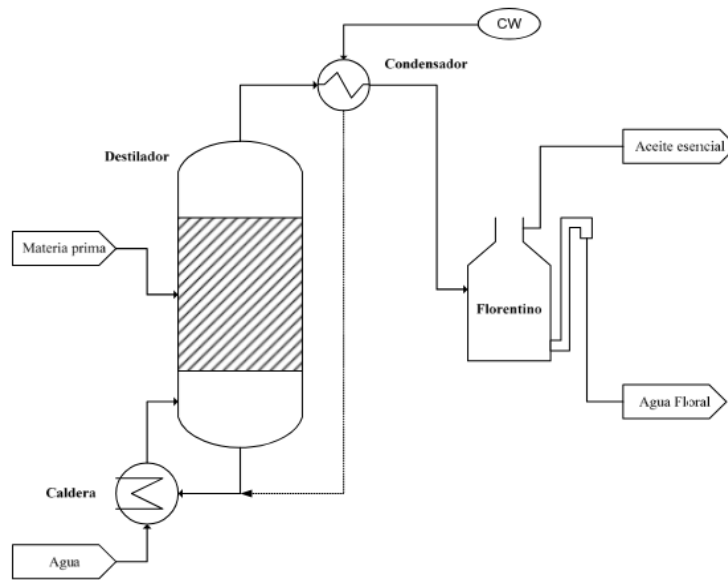 CW
Condensador
Destilador
Aceite esencial
Materia prima
Florentino
Agua Floral
Caldera
Agua